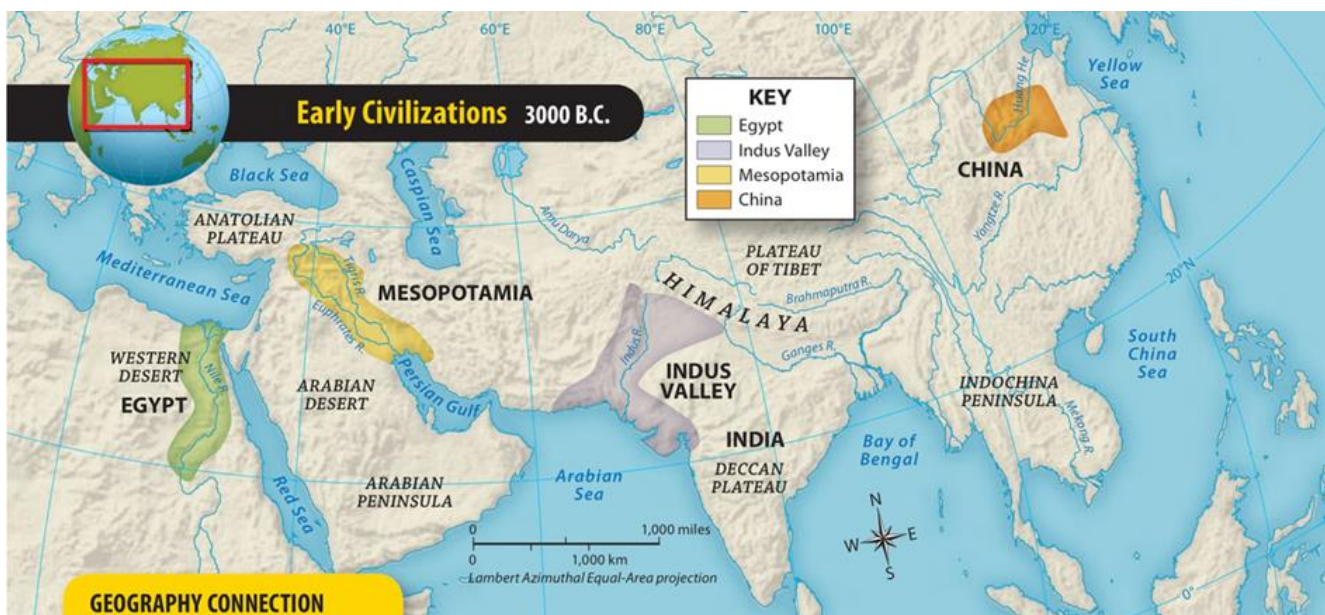 40°E
60°E
80°E
100°E
120°E
Early Civilizations 3000 B.C.
KEY
Egypt
Indus Valley
Mesopotamia
China
Yellow
Sea
Huang He
CHINA
Black Sea
Caspian Sea
ANATOLIAN
PLATEAU
Amu Darya
Yangtze R.
PLATEAU
OF TIBET
Mediterranean Sea
Tigris R.
MESOPOTAMIA
Euphrates R.
HIMALAYA
Brahmaputra R.
20°N
WESTERN
DESERT
Nile R.
EGYPT
ARABIAN
DESERT
Persian Gulf
Indus R.
Ganges R.
INDUS
VALLEY
South
China
Sea
INDOCHINA
PENINSULA
Mekong R.
INDIA
DECCAN
PLATEAU
Bay of
Bengal
Red Sea
ARABIAN
PENINSULA
Arabian
Sea
N
W
E
S
0
1,000 miles
0
1,000 km
Lambert Azimuthal Equal-Area projection
0°
GEOGRAPHY CONNECTION